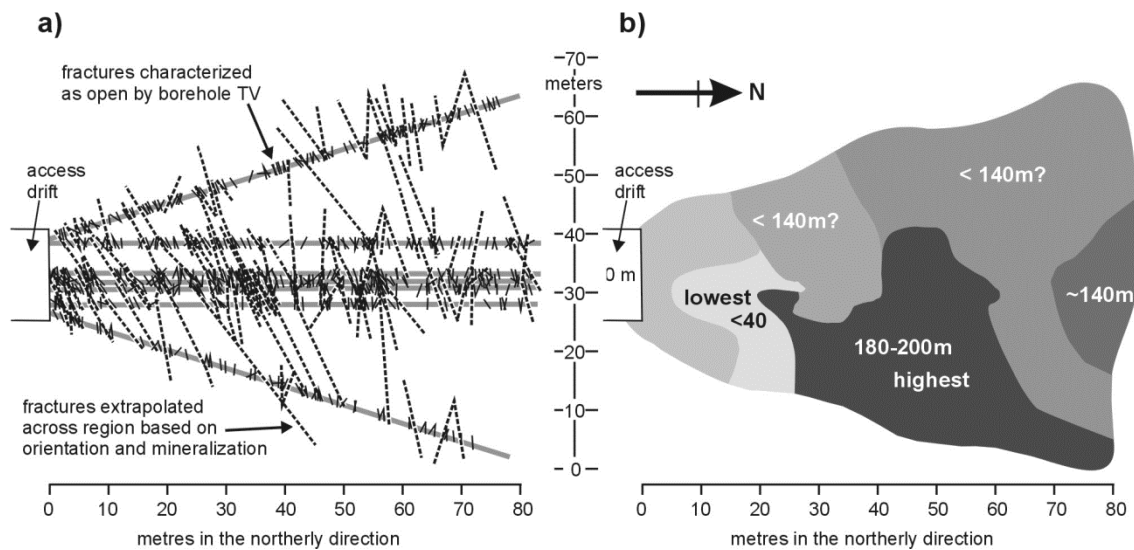 a)
fractures characterized
as open by borehole TV
access
drift
fractures extrapolated
across region based on
orientation and mineralization
0 10 20 30 40 50 60 70 80
metres in the northerly direction
70
meters
60
50
40
30
20
10
0
b)
N
access
drift
0 m
< 140m?
< 140m?
~140m
lowest
<40
180-200m
highest
0 10 20 30 40 50 60 70 80
metres in the northerly direction